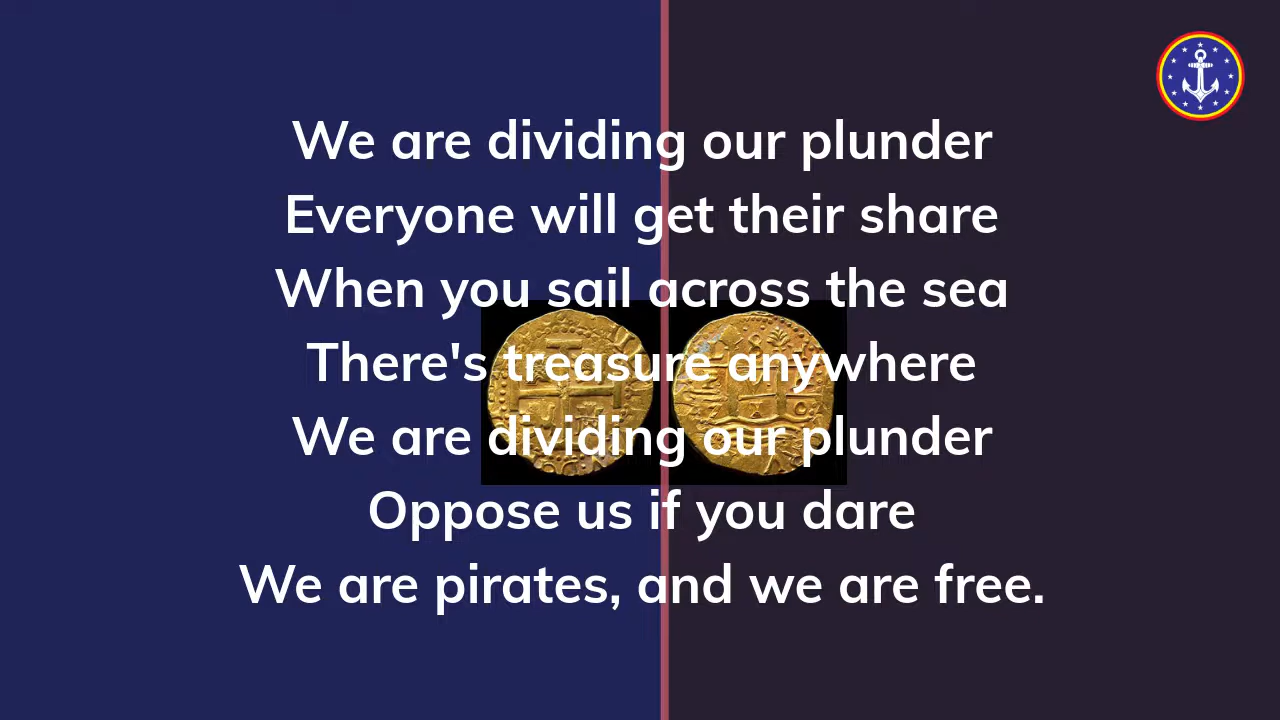 We are dividing our plunder
Everyone will get their share
When you sail across the sea
There's treasure anywhere
We are dividing our plunder
Oppose us if you dare
We are pirates, and we are free.